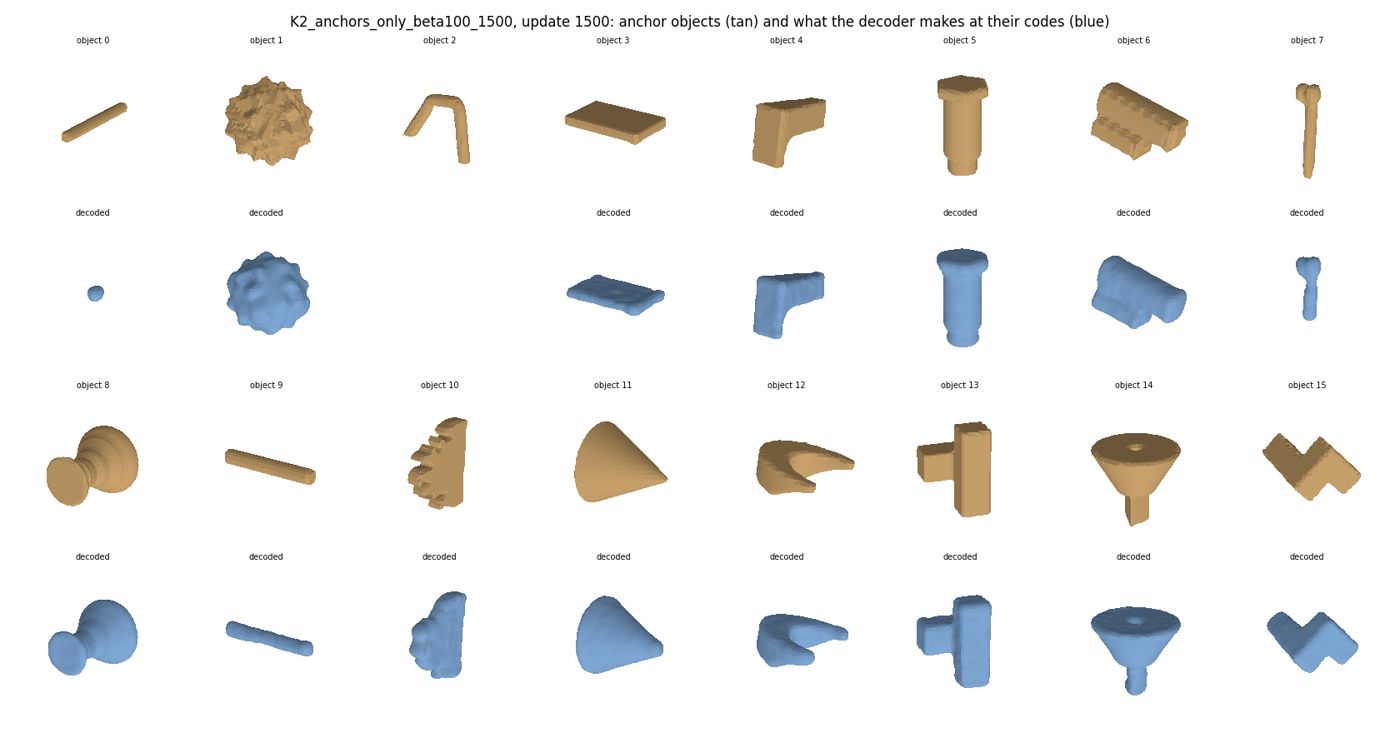 K2_anchors_only_beta100_1500, update 1500: anchor objects (tan) and what the decoder makes at their codes (blue)
object 0 object 1 object 2 object 3 object 4 object 5 object 6 object 7
decoded decoded decoded decoded decoded decoded decoded
object 8 object 9 object 10 object 11 object 12 object 13 object 14 object 15
decoded decoded decoded decoded decoded decoded decoded decoded